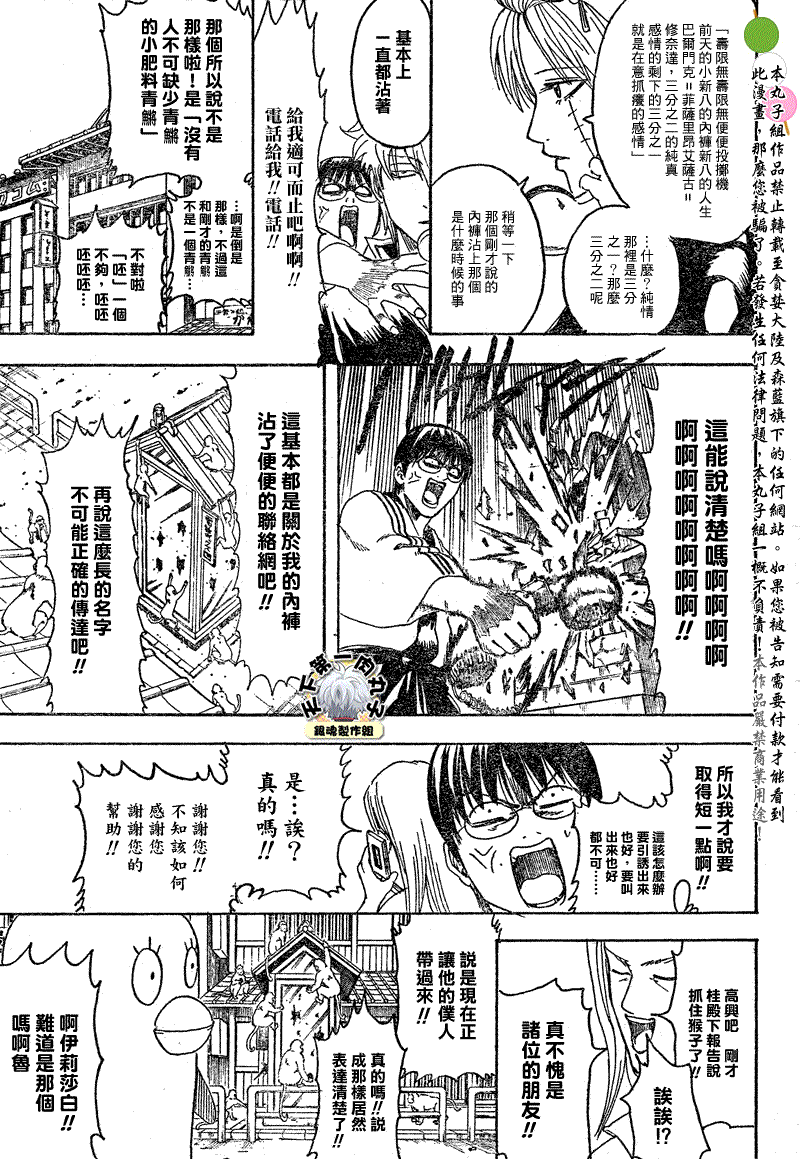 「壽限無壽限無便便投擲機
前天的小新八的內褲新八的人生
巴爾門克＝菲薩里昂艾薩古＝
修奈達，三分之二的純真
感情的剩下的三分之一
就是在意抓癢的感情」
…什麼？純情
那裡是三分
之一？那麼
三分之二呢
稍等一下
那個剛才說的
內褲沾上那個
是什麼時候的事
基本上
一直都沾著
給我適可而止吧啊啊!!
電話給我!!電話!!
那個所以說不是
那樣啦！是「沒有
人不可缺少青
的小肥料青
…啊是倒是
那樣，不過這
和剛才的青
不是一個青
不對啦
「呸」一個
不夠，呸呸
呸呸呸…
這能說清楚嗎啊啊啊啊
啊啊啊啊啊啊啊啊!!
這基本都是關於我的內褲
沾了便便的聯絡網吧!!
再說這麼長的名字
不可能正確的傳達吧!!
天下第一肉丸子
銀魂製作組
所以我才說要
取得短一點啊!!
這該怎麼辦
要引誘出來
也好，要叫
出來也好
都不可……
是…誒？
真的嗎!!
謝謝您!!
不知該如何
感謝您
謝謝您的
幫助!!
高興吧　剛才
桂殿下報告說
抓住猴子了!!
誒誒!?
真不愧是
諸位的朋友!!
說是現在正
讓他的僕人
帶過來!!
真的嗎!!說
成那樣居然
表達清楚了!!
啊伊莉莎白
難道是那個
嗎啊魯!!
本丸子組作品禁止轉載至貪婪大陸及森藍旗下的任何網站。如果您被告知需要付款才能看到
此漫畫，那麼您被騙了。若發生任何法律問題，本丸子組一概不負責！本作品嚴禁商業用途！